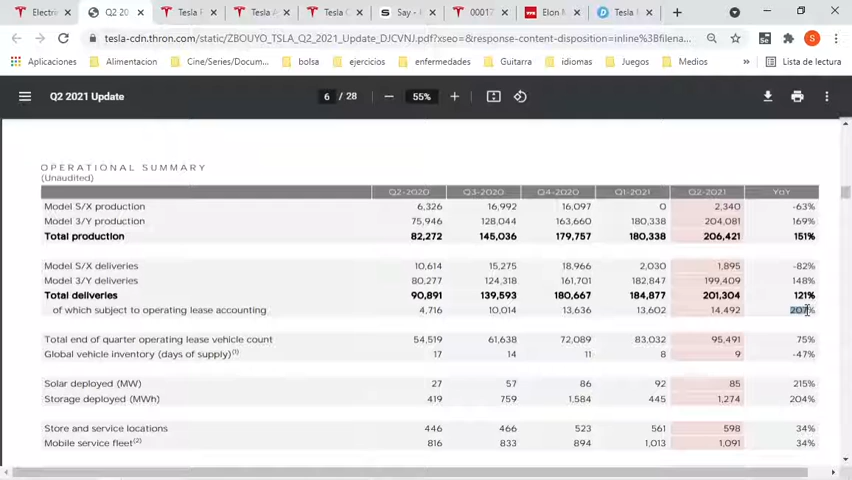 Electri
Q2 20
Tesla F
Tesla A
Tesla C
Say -
00017
Elon M
Tesla
tesla-cdn.thron.com/static/ZBOUYO_TSLA_Q2_2021_Update_DJCVNJ.pdf?xseo=&response-content-disposition=inline%3Bfilena...
Aplicaciones Alimentacion Cine/Series/Docum... bolsa ejercicios enfermedades Guitarra idiomas Juegos Medios Lista de lectura
Q2 2021 Update 6 / 28 55%
OPERATIONAL SUMMARY
(Unaudited) Q2-2020 Q3-2020 Q4-2020 Q1-2021 Q2-2021 YoY
Model S/X production 6,326 16,992 16,097 0 2,340 -63%
Model 3/Y production 75,946 128,044 163,660 180,338 204,081 169%
Total production 82,272 145,036 179,757 180,338 206,421 151%
Model S/X deliveries 10,614 15,275 18,966 2,030 1,895 -82%
Model 3/Y deliveries 80,277 124,318 161,701 182,847 199,409 148%
Total deliveries 90,891 139,593 180,667 184,877 201,304 121%
of which subject to operating lease accounting 4,716 10,014 13,636 13,602 14,492 207%
Total end of quarter operating lease vehicle count 54,519 61,638 72,089 83,032 95,491 75%
Global vehicle inventory (days of supply)(1) 17 14 11 8 9 -47%
Solar deployed (MW) 27 57 86 92 85 215%
Storage deployed (MWh) 419 759 1,584 445 1,274 204%
Store and service locations 446 466 523 561 598 34%
Mobile service fleet(2) 816 833 894 1,013 1,091 34%